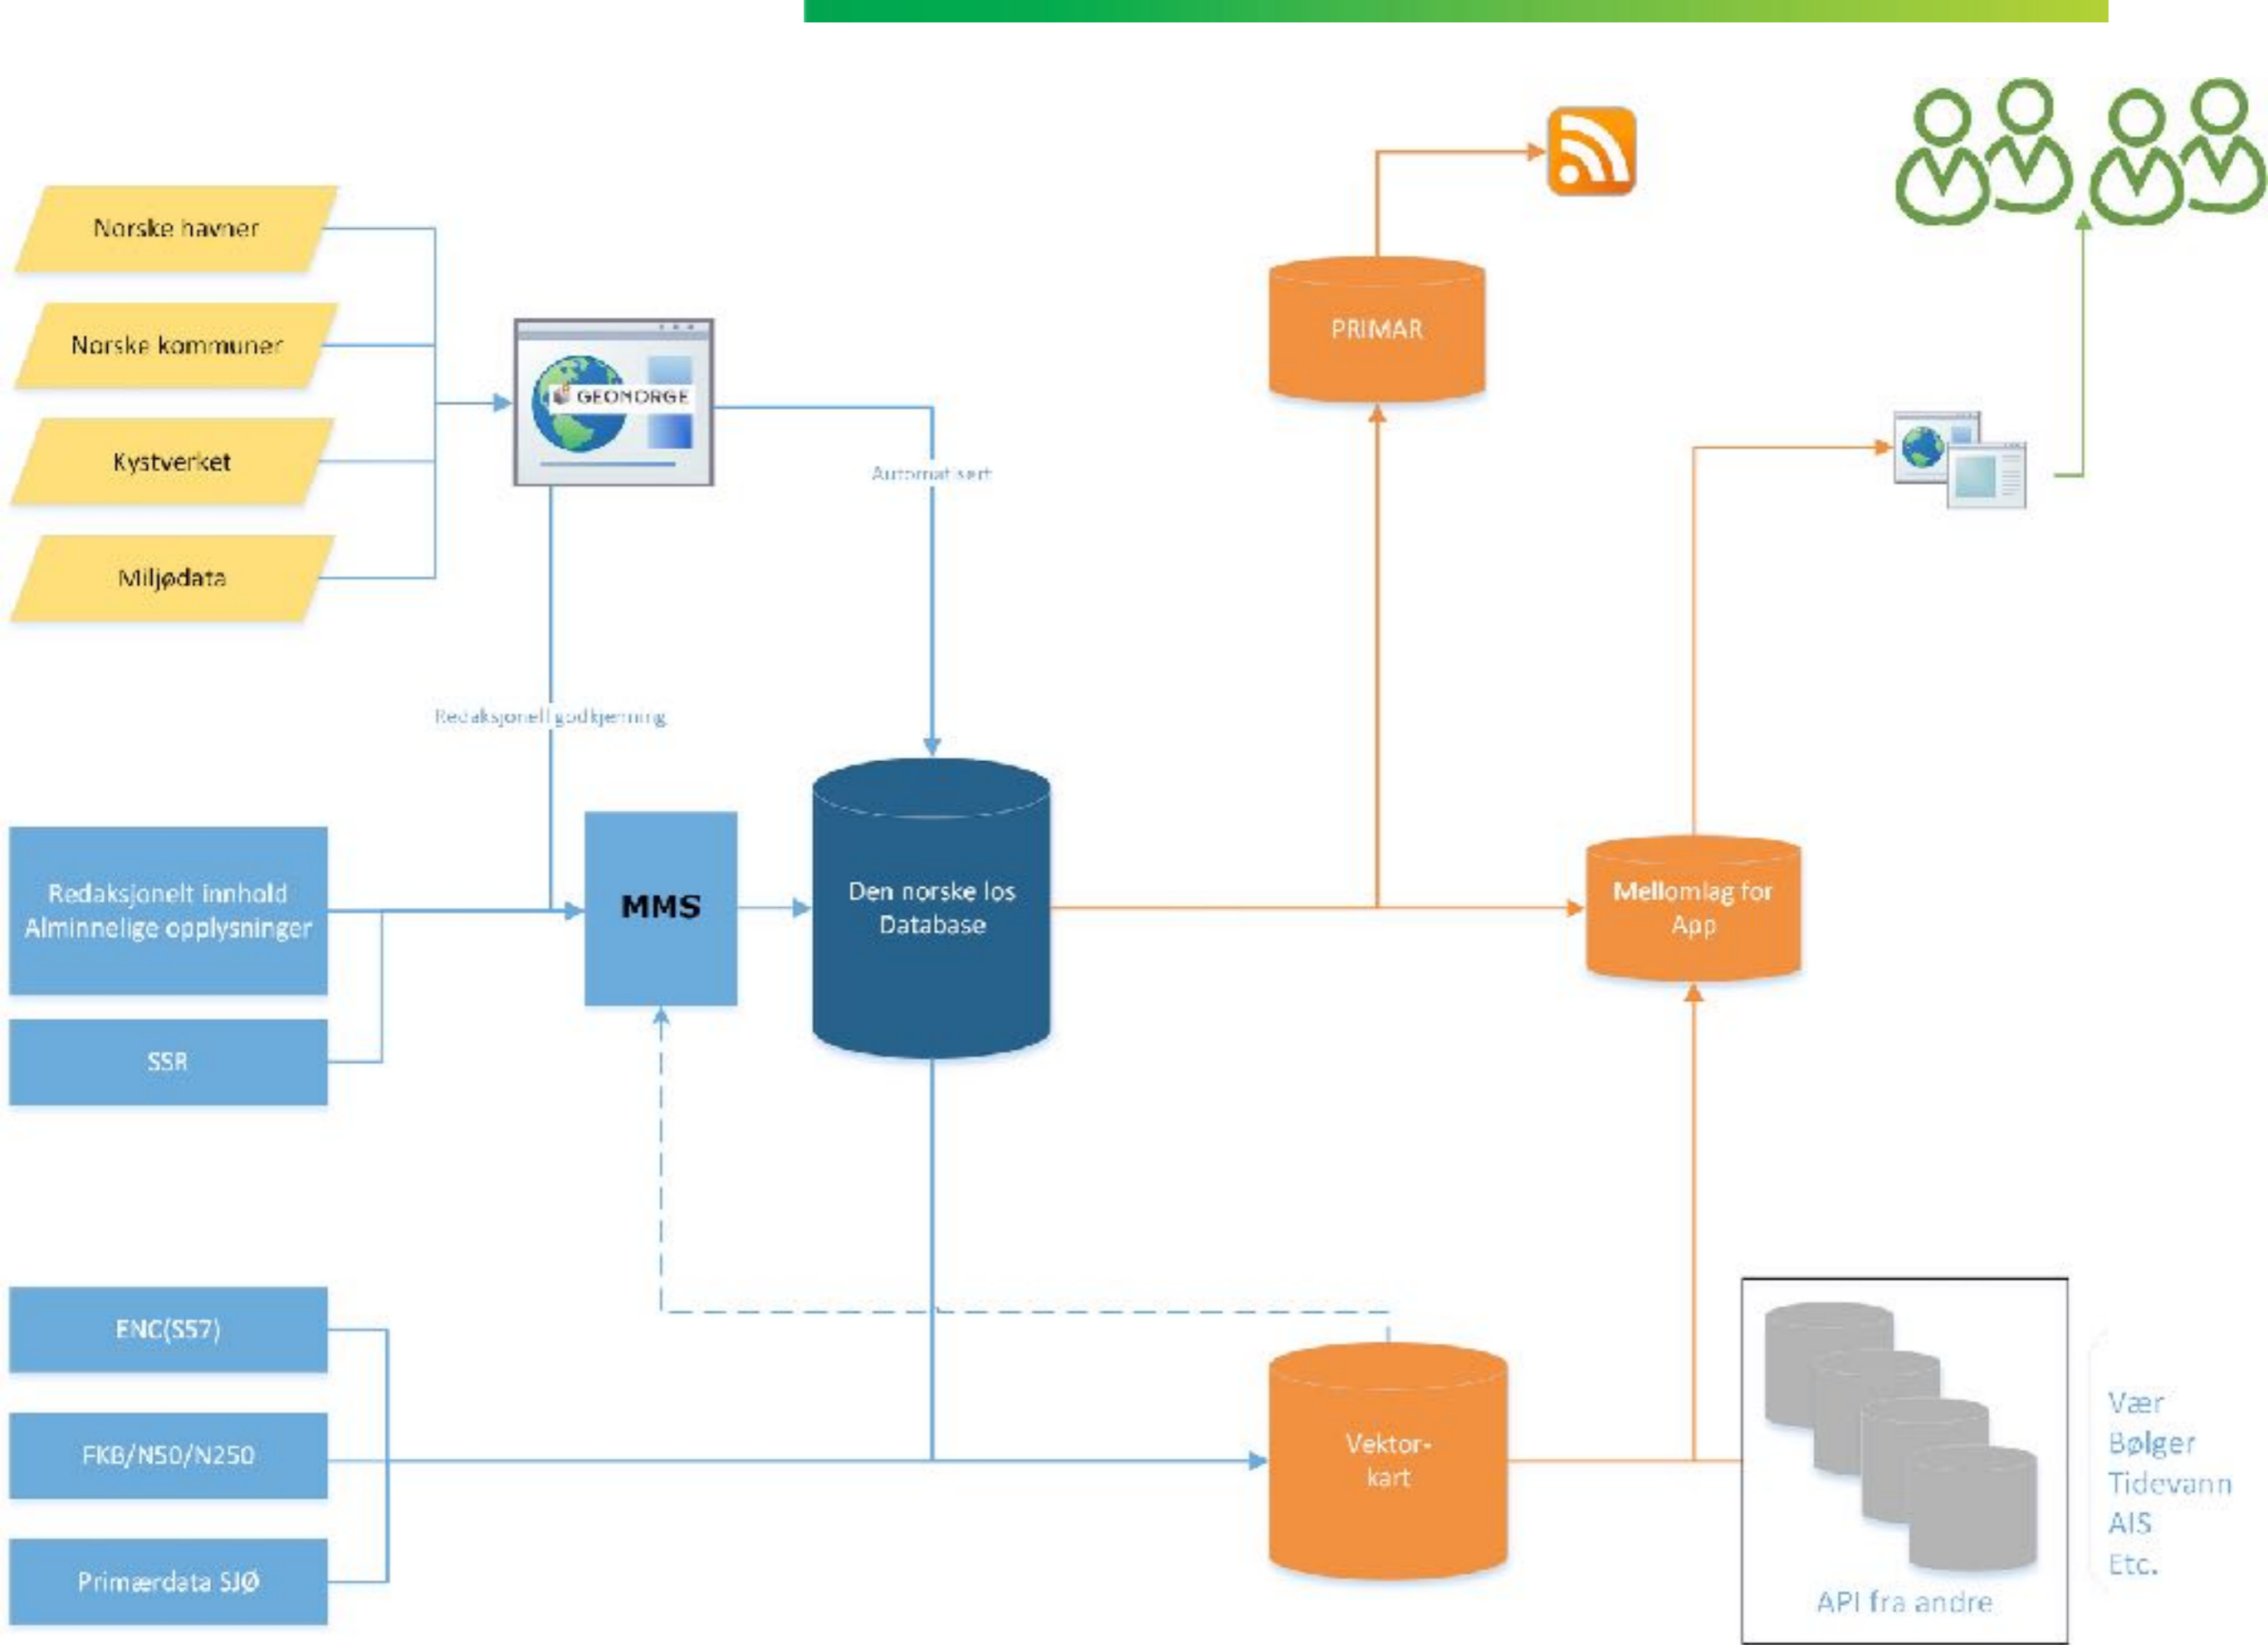 Norske havner
Norske kommuner
Kystverket
Miljødata
GEONORGE
Automatisert
Redaksjonell godkjenning
PRIMAR
Redaksjonelt innhold
Alminnelige opplysninger
SSR
MMS
Den norske los
Database
Mellomlag for
App
ENC(S57)
FKB/N50/N250
Primærdata SJØ
Vektor-
kart
API fra andre
Vær
Bølger
Tidevann
AIS
Etc.